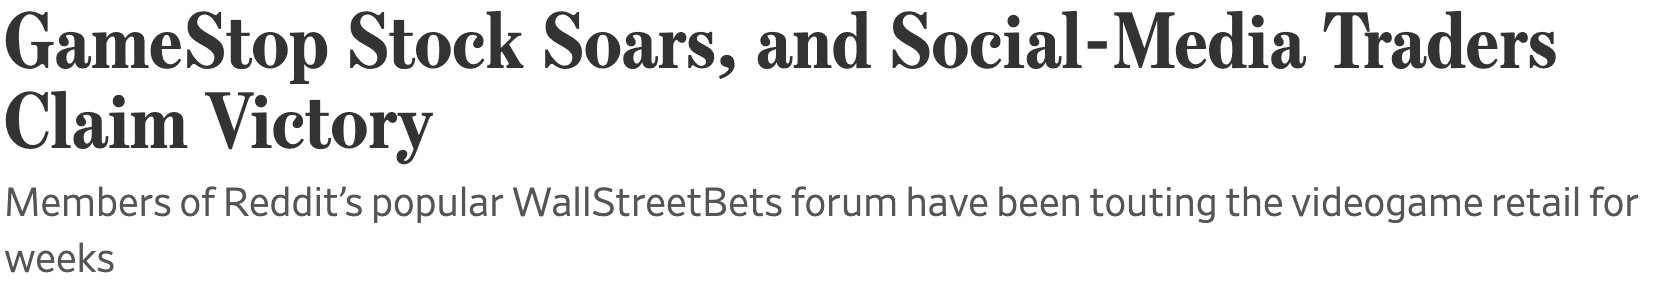 GameStop Stock Soars, and Social-Media Traders
Claim Victory
Members of Reddit’s popular WallStreetBets forum have been touting the videogame retail for
weeks